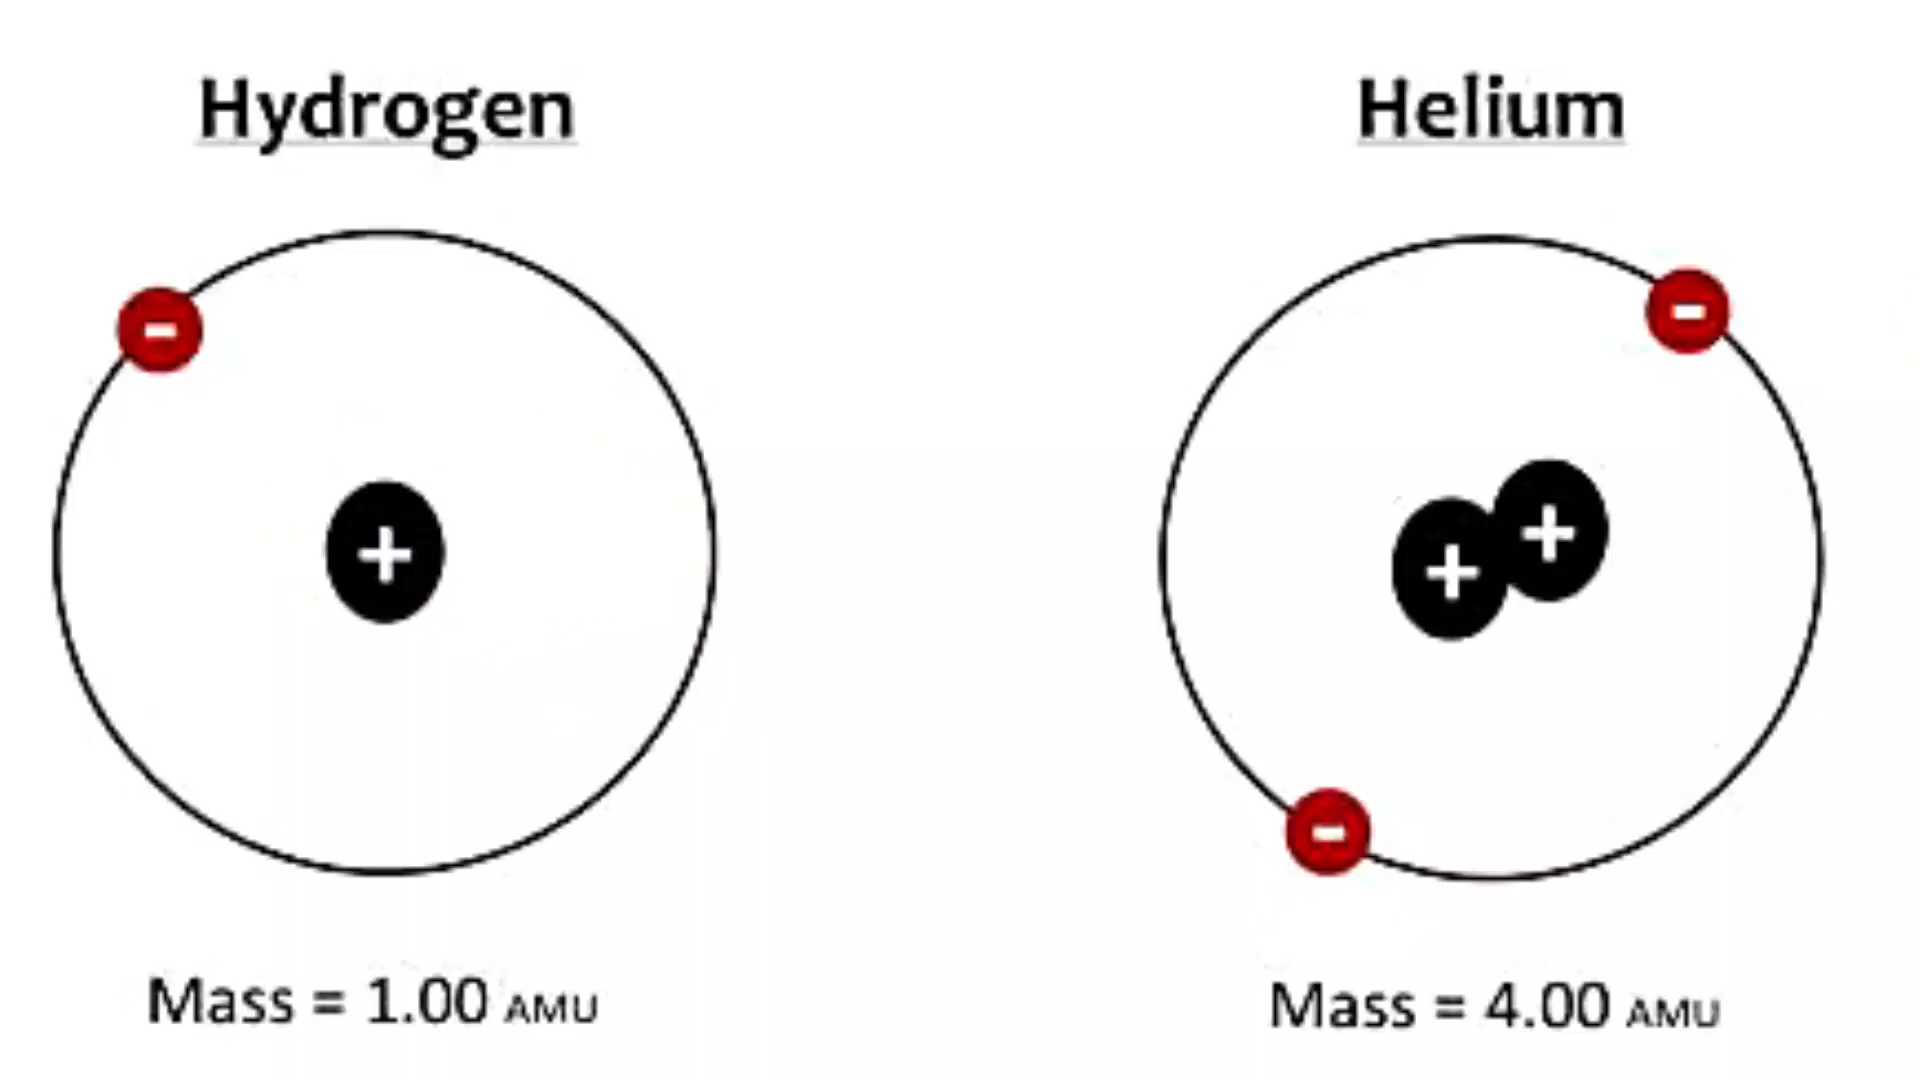 Hydrogen
Helium
-
-
+
+
+
-
Mass = 1.00 AMU
Mass = 4.00 AMU